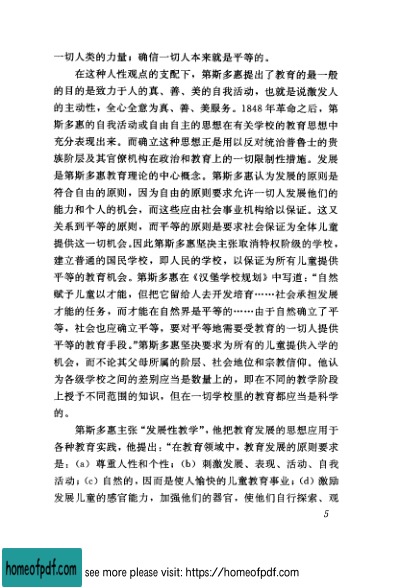 一切人类的力量；确信一切人本来就是平等的。
在这种人性观点的支配下，第斯多惠提出了教育的最一般
的目的是致力于人的真、善、美的自我活动，也就是说激发人
的主动性，全心全意为真、善、美服务。1848 年革命之后，第
斯多惠的自我活动或自由自主的思想在有关学校的教育思想中
充分表现出来。而确立这种思想正是用以反对统治普鲁士的贵
族阶层及其官僚机构在政治和教育上的一切限制性措施。发展
是第斯多惠教育理论的中心概念。第斯多惠认为发展的原则是
符合自由的原则，因为自由的原则要求允许一切人发展他们的
能力和个人的机会，而这些应由社会事业机构给以保证。这又
关系到平等的原则，而平等的原则是要求社会保证为全体儿童
提供这一切机会。因此第斯多惠坚决主张取消特权阶级的学校，
建立普通的国民学校，即人民的学校，以保证为所有儿童提供
平等的教育机会。第斯多惠在《汉堡学校规划》中写道：“自然
赋予儿童以才能，但把它留给人去开发培育……社会承担发展
才能的任务，而才能在自然界是平等的……由于自然确立了平
等，社会也应确立平等，要对平等地需要受教育的一切人提供
平等的教育手段。”第斯多惠坚决要求为所有的儿童提供入学的
机会，而不论其父母所属的阶层、社会地位和宗教信仰。他认
为各级学校之间的差别应当是数量上的，即在不同的教学阶段
上授予不同范围的知识，但在一切学校里的教育都应当是科学
的。
第斯多惠主张“发展性教学”，他把教育发展的思想应用于
各种教育实践，他提出：“在教育领域中，教育发展的原则要求
是：（a）尊重人性和个性；（b）刺激发展、表现、活动、自我
活动；（c）自然的，因而是使人愉快的儿童教育事业；（d）激励
发展儿童的感官能力，加强他们的器官，使他们自行探索、观
5
homeofpdf.com
see more please visit: https://homeofpdf.com